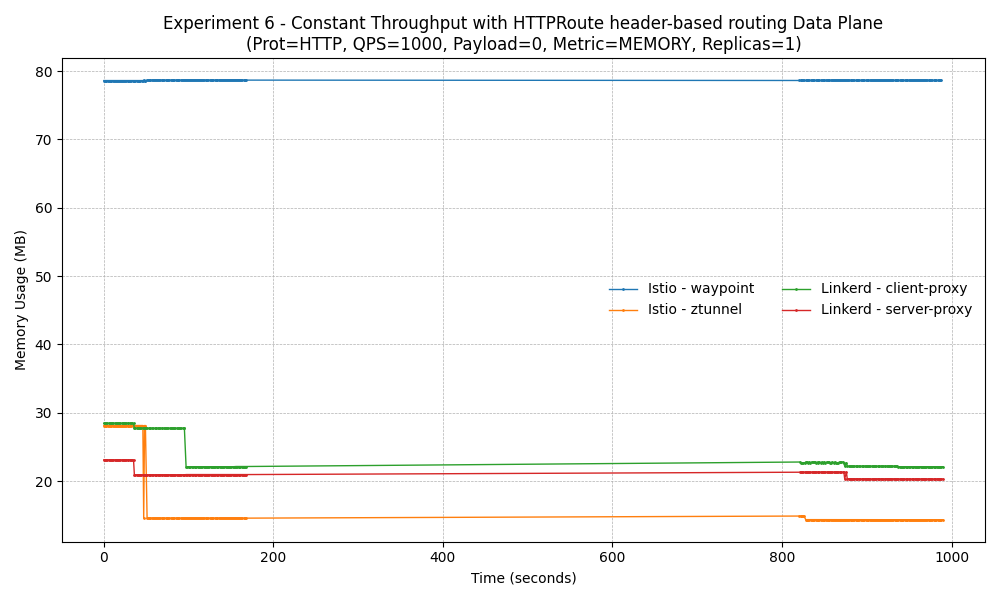 Experiment 6 - Constant Throughput with HTTPRoute header-based routing Data Plane
(Prot=HTTP, QPS=1000, Payload=0, Metric=MEMORY, Replicas=1)
Memory Usage (MB)
80
70
60
50
40
30
20
Istio - waypoint
Istio - ztunnel
Linkerd - client-proxy
Linkerd - server-proxy
0 200 400 600 800 1000
Time (seconds)